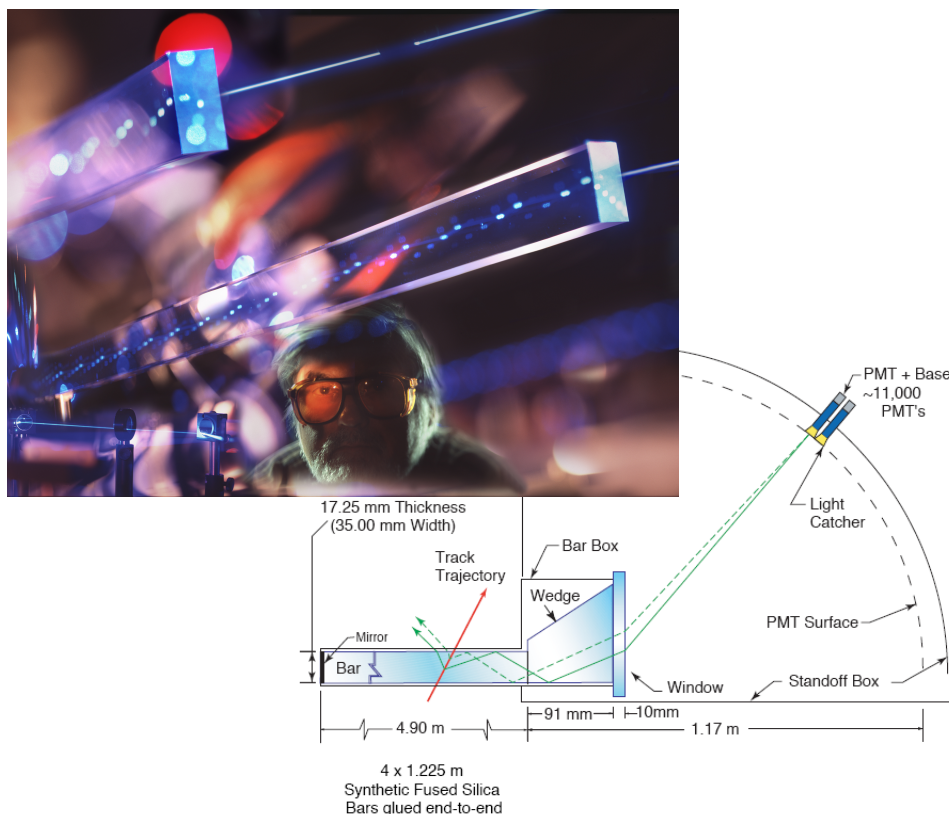 PMT + Base
~11,000
PMT's
Light
Catcher
17.25 mm Thickness
(35.00 mm Width)
Bar Box
Track
Trajectory
Wedge
PMT Surface
Mirror
Bar
Window
Standoff Box
91 mm
10mm
4.90 m
1.17 m
4 x 1.225 m
Synthetic Fused Silica
Bars glued end-to-end